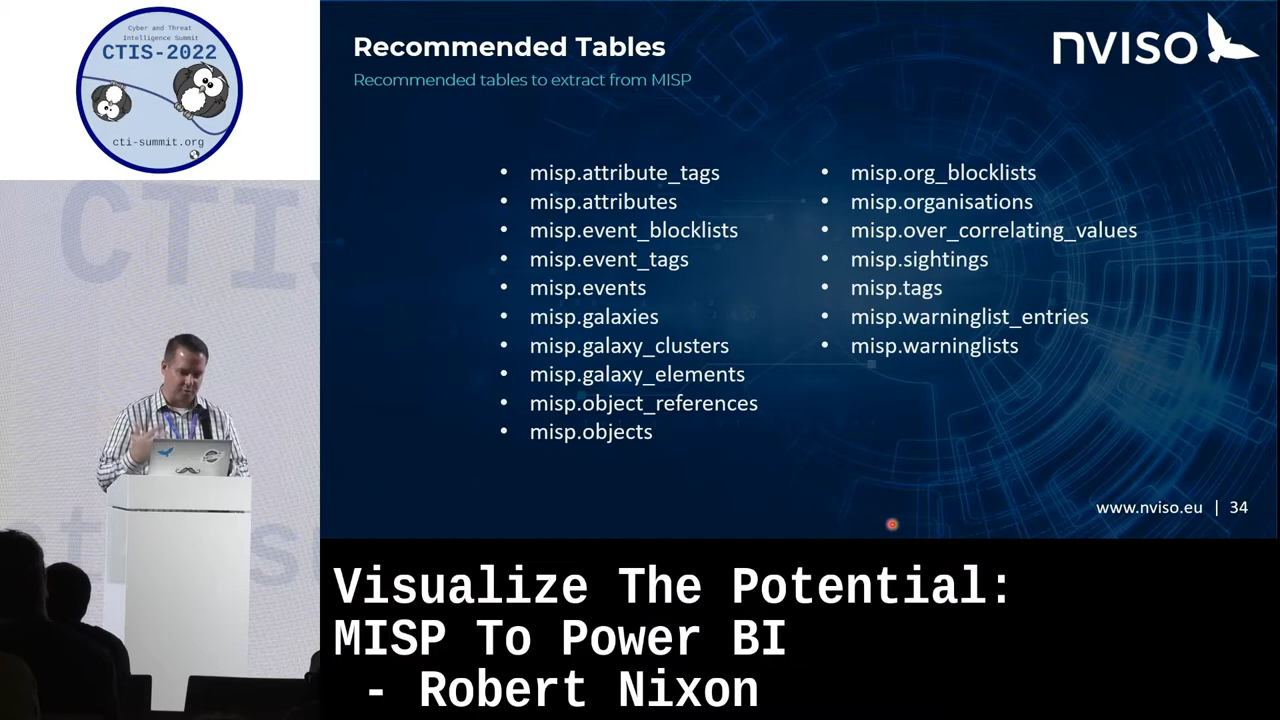 Cyber and Threat
Intelligence Summit
CTIS-2022
cti-summit.org
Recommended Tables
Recommended tables to extract from MISP
nviso
• misp.attribute_tags
• misp.attributes
• misp.event_blocklists
• misp.event_tags
• misp.events
• misp.galaxies
• misp.galaxy_clusters
• misp.galaxy_elements
• misp.object_references
• misp.objects
• misp.org_blocklists
• misp.organisations
• misp.over_correlating_values
• misp.sightings
• misp.tags
• misp.warninglist_entries
• misp.warninglists
www.nviso.eu | 34
CTIS
Visualize The Potential:
MISP To Power BI
- Robert Nixon